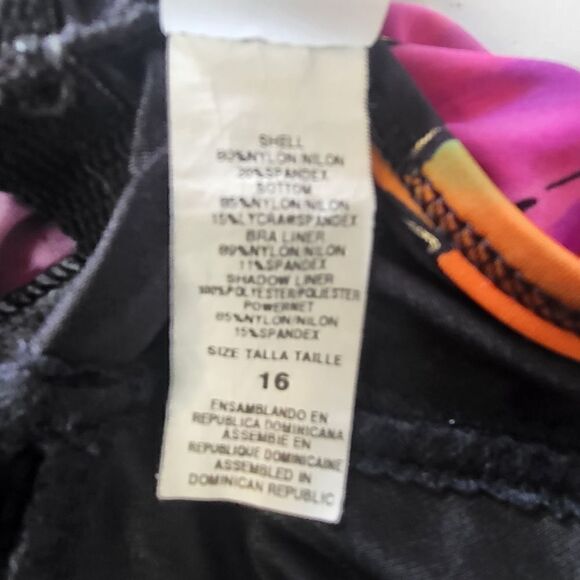 SHELL
80%NYLON/NILON
20%SPANDEX
BOTTOM
85%NYLON/NILON
15%LYCRA®SPANDEX
BRA LINER
89%NYLON/NILON
11%SPANDEX
SHADOW LINER
100%POLYESTER/POLIESTER
POWERNET
85%NYLON/NILON
15%SPANDEX
SIZE TALLA TAILLE
16
ENSAMBLANDO EN
REPUBLICA DOMINICANA
ASSEMBIE EN
REPUBLIQUE DOMINICAINE
ASSEMBLED IN
DOMINICAN REPUBLIC